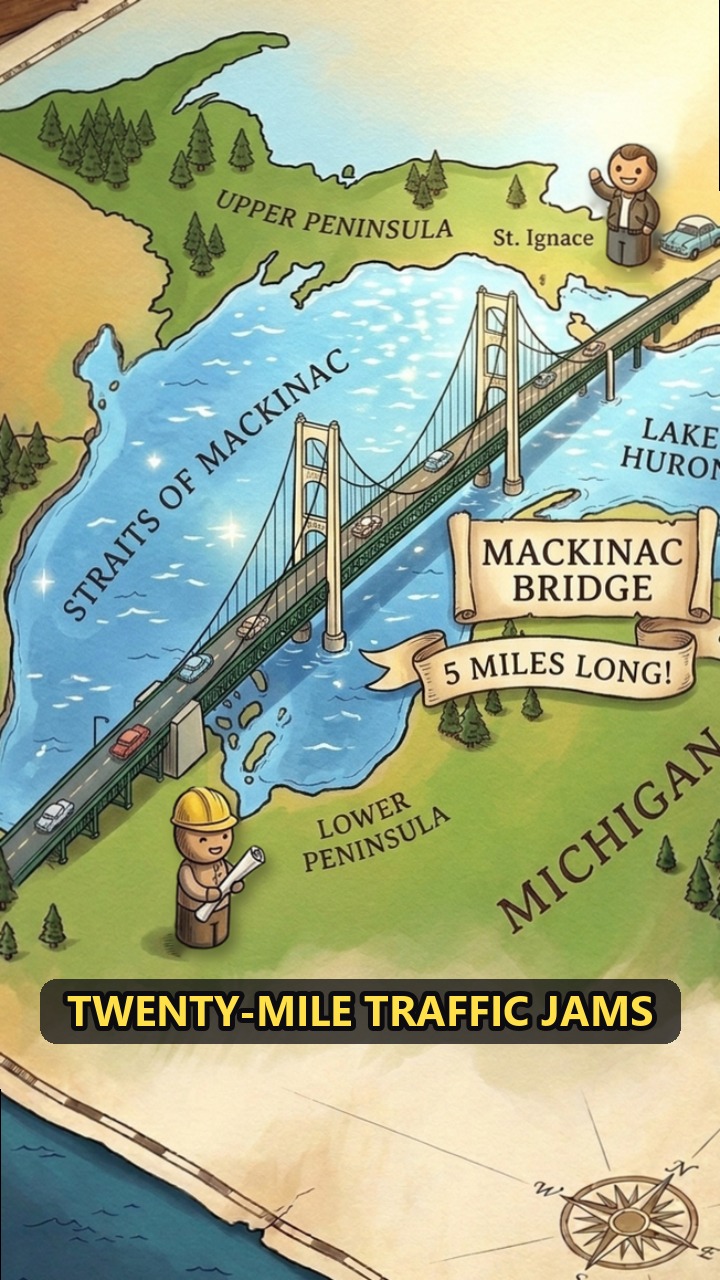 UPPER PENINSULA
St. Ignace
STRAITS OF MACKINAC
LAKE
HURON
MACKINAC
BRIDGE
5 MILES LONG!
LOWER
PENINSULA
MICHIGAN
TWENTY-MILE TRAFFIC JAMS
N
W
E
S